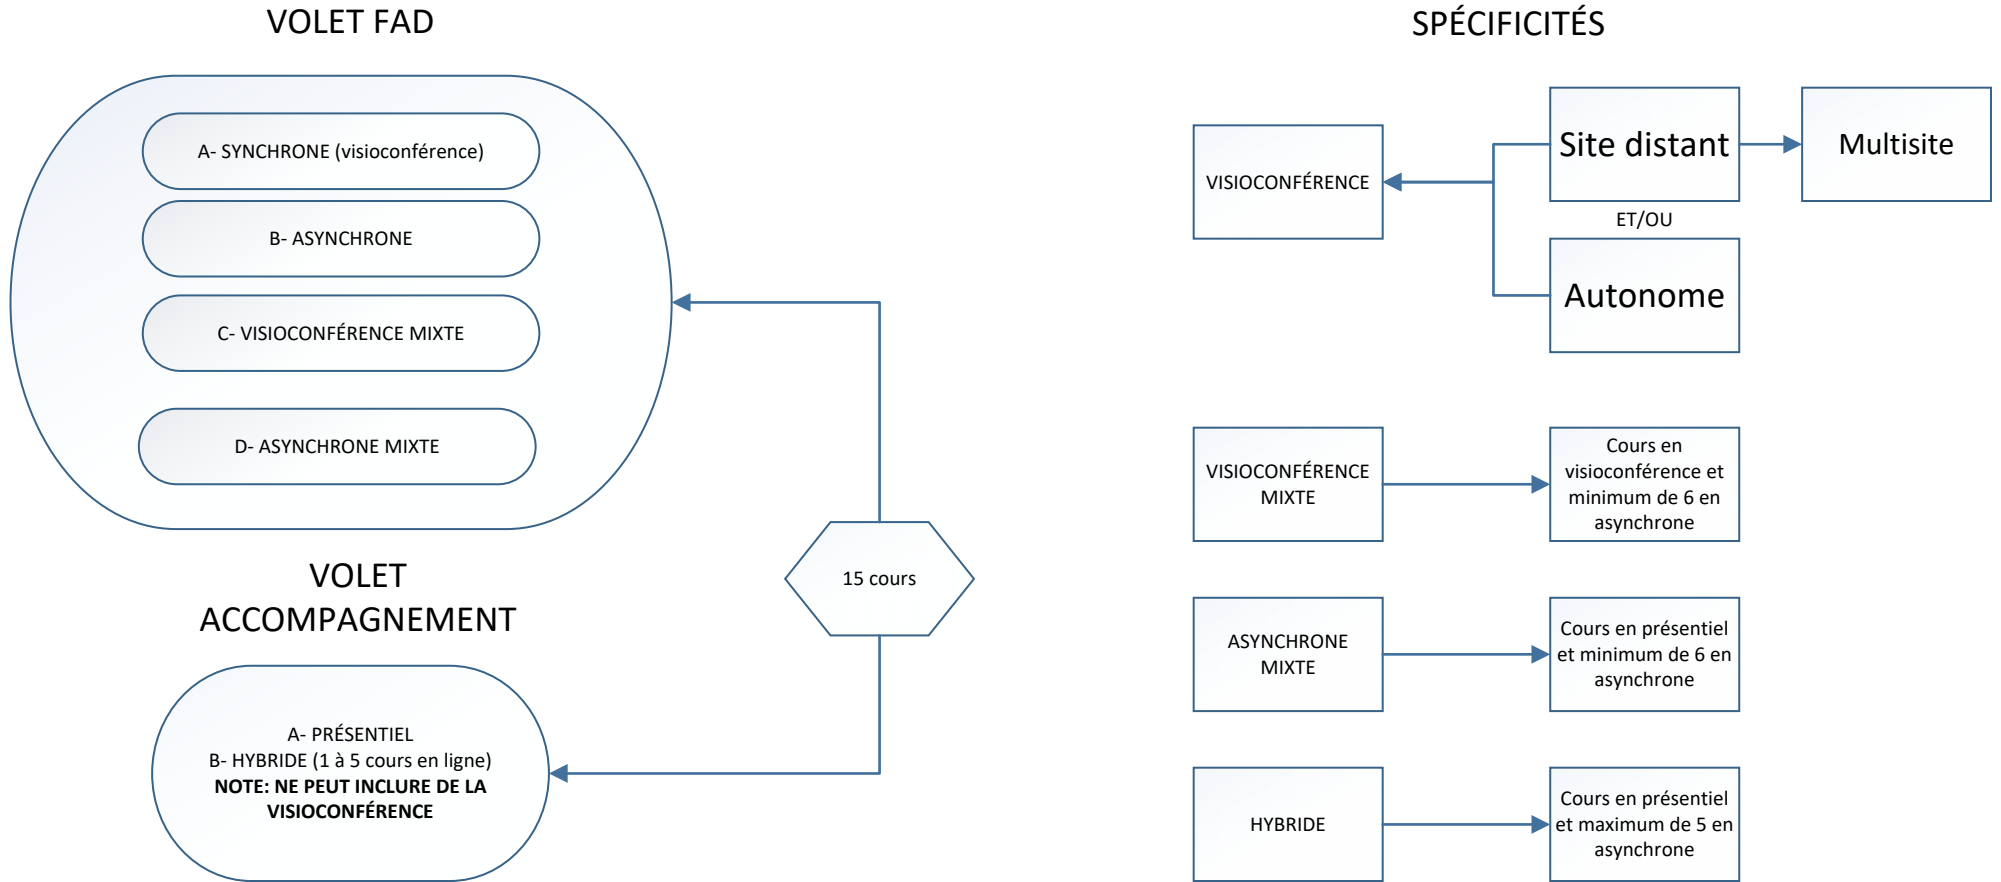 VOLET FAD
A- SYNCHRONE (visioconférence)
B- ASYNCHRONE
C- VISIOCONFÉRENCE MIXTE
D- ASYNCHRONE MIXTE
VOLET
ACCOMPAGNEMENT
A- PRÉSENTIEL
B- HYBRIDE (1 à 5 cours en ligne)
NOTE: NE PEUT INCLURE DE LA
VISIOCONFÉRENCE
15 cours
SPÉCIFICITÉS
VISIOCONFÉRENCE
Site distant
Multisite
ET/OU
Autonome
VISIOCONFÉRENCE
MIXTE
Cours en
visioconférence et
minimum de 6 en
asynchrone
ASYNCHRONE
MIXTE
Cours en présentiel
et minimum de 6 en
asynchrone
HYBRIDE
Cours en présentiel
et maximum de 5 en
asynchrone